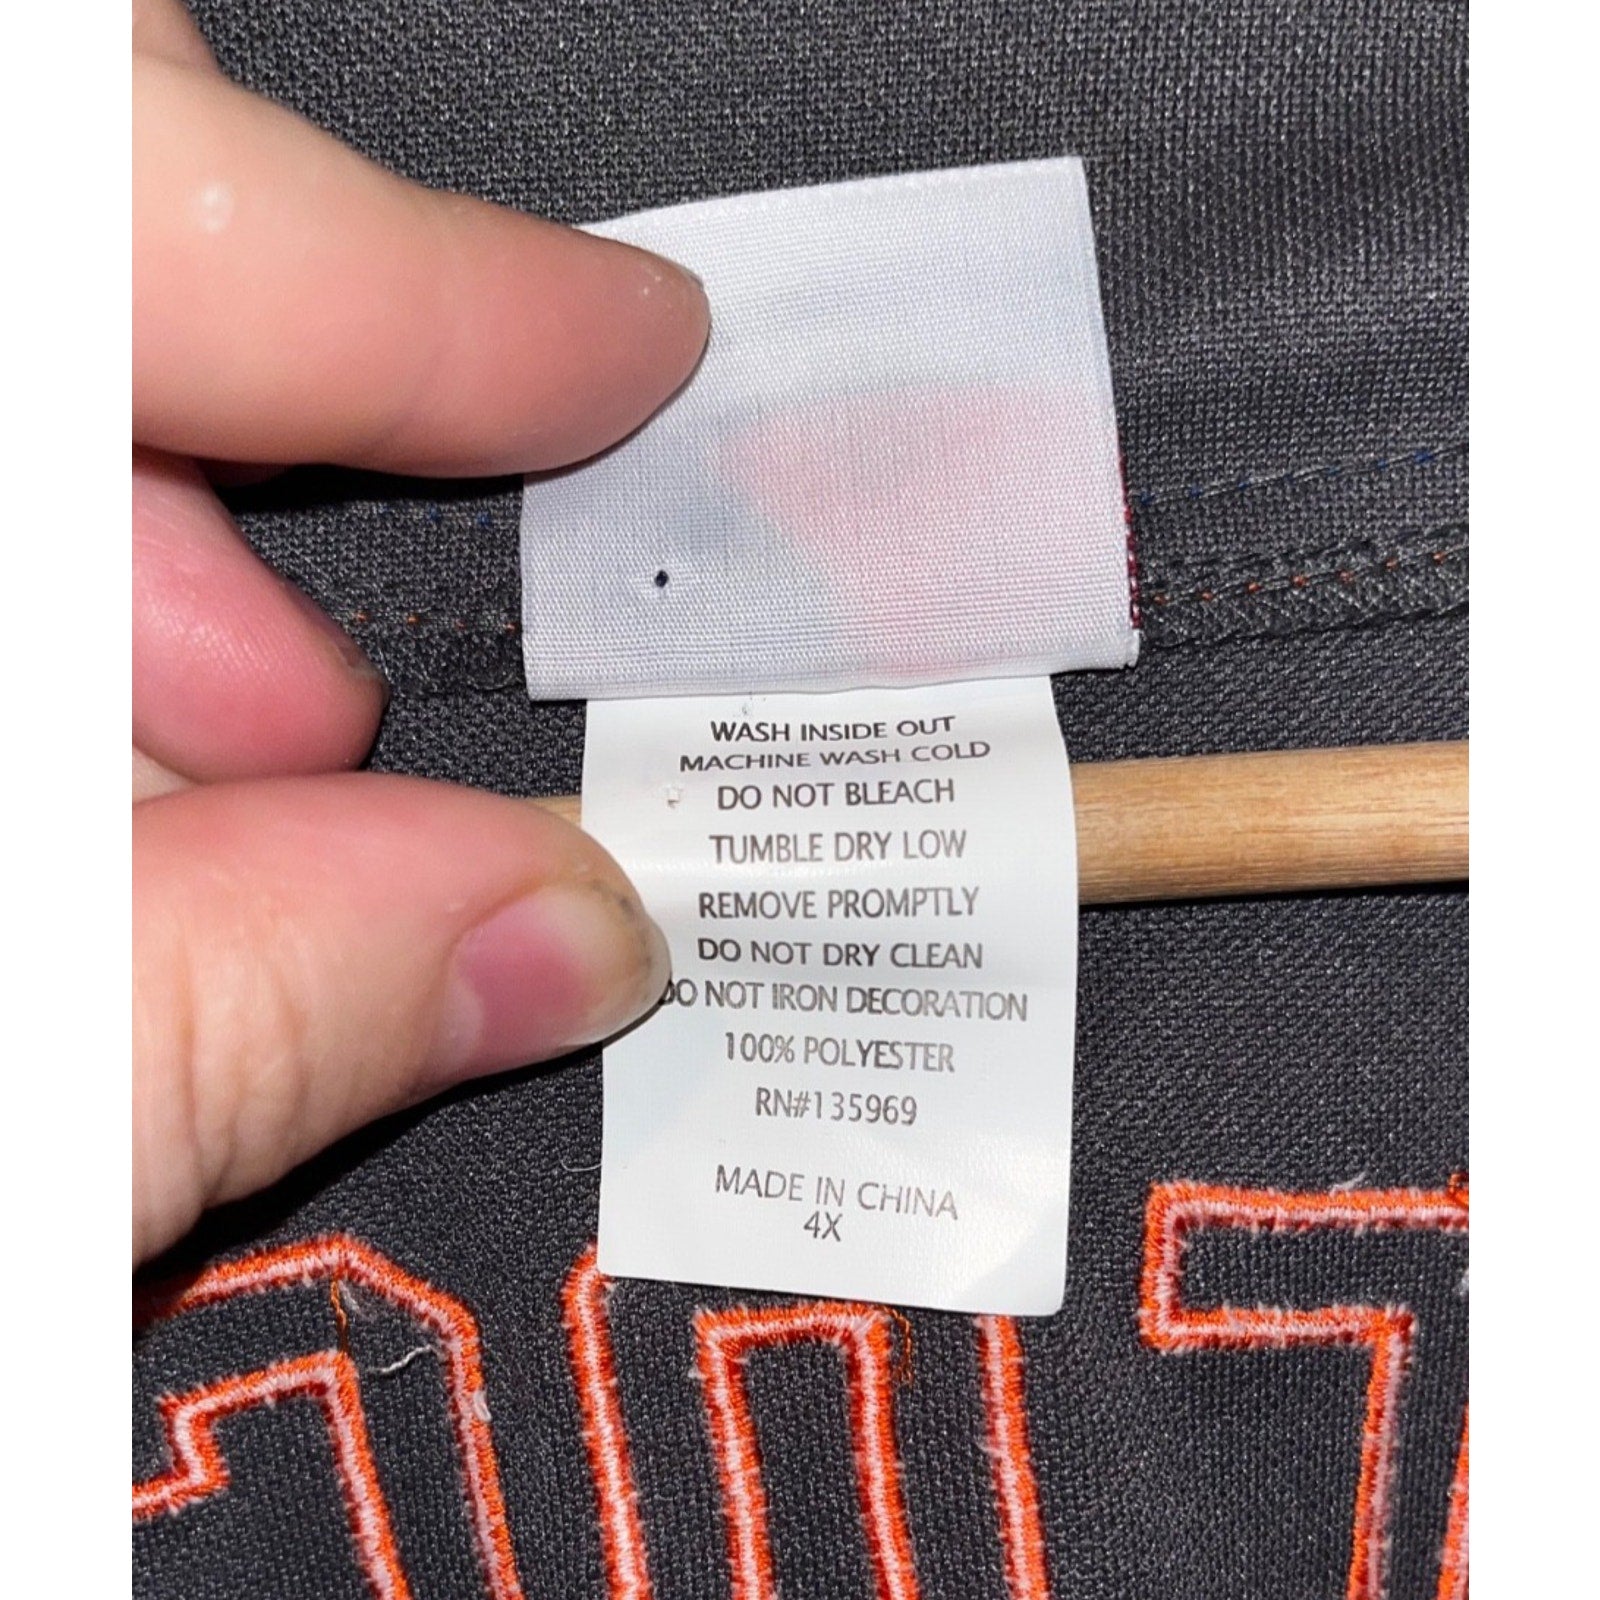 WASH INSIDE OUT
MACHINE WASH COLD
DO NOT BLEACH
TUMBLE DRY LOW
REMOVE PROMPTLY
DO NOT DRY CLEAN
DO NOT IRON DECORATION
100% POLYESTER
RN#135969
MADE IN CHINA
4X